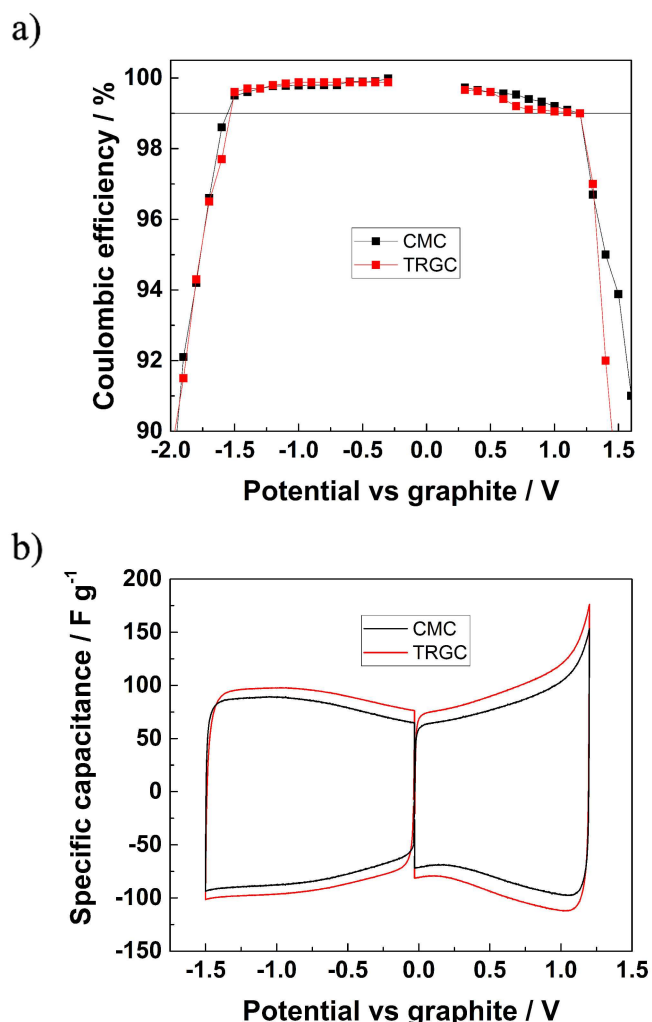 a)
Coulombic efficiency / %
100
98
96
94
92
90
CMC
TRGC
-2.0 -1.5 -1.0 -0.5 0.0 0.5 1.0 1.5
Potential vs graphite / V
b)
Specific capacitance / F g⁻¹
200
150
100
50
0
-50
-100
-150
CMC
TRGC
-1.5 -1.0 -0.5 0.0 0.5 1.0 1.5
Potential vs graphite / V